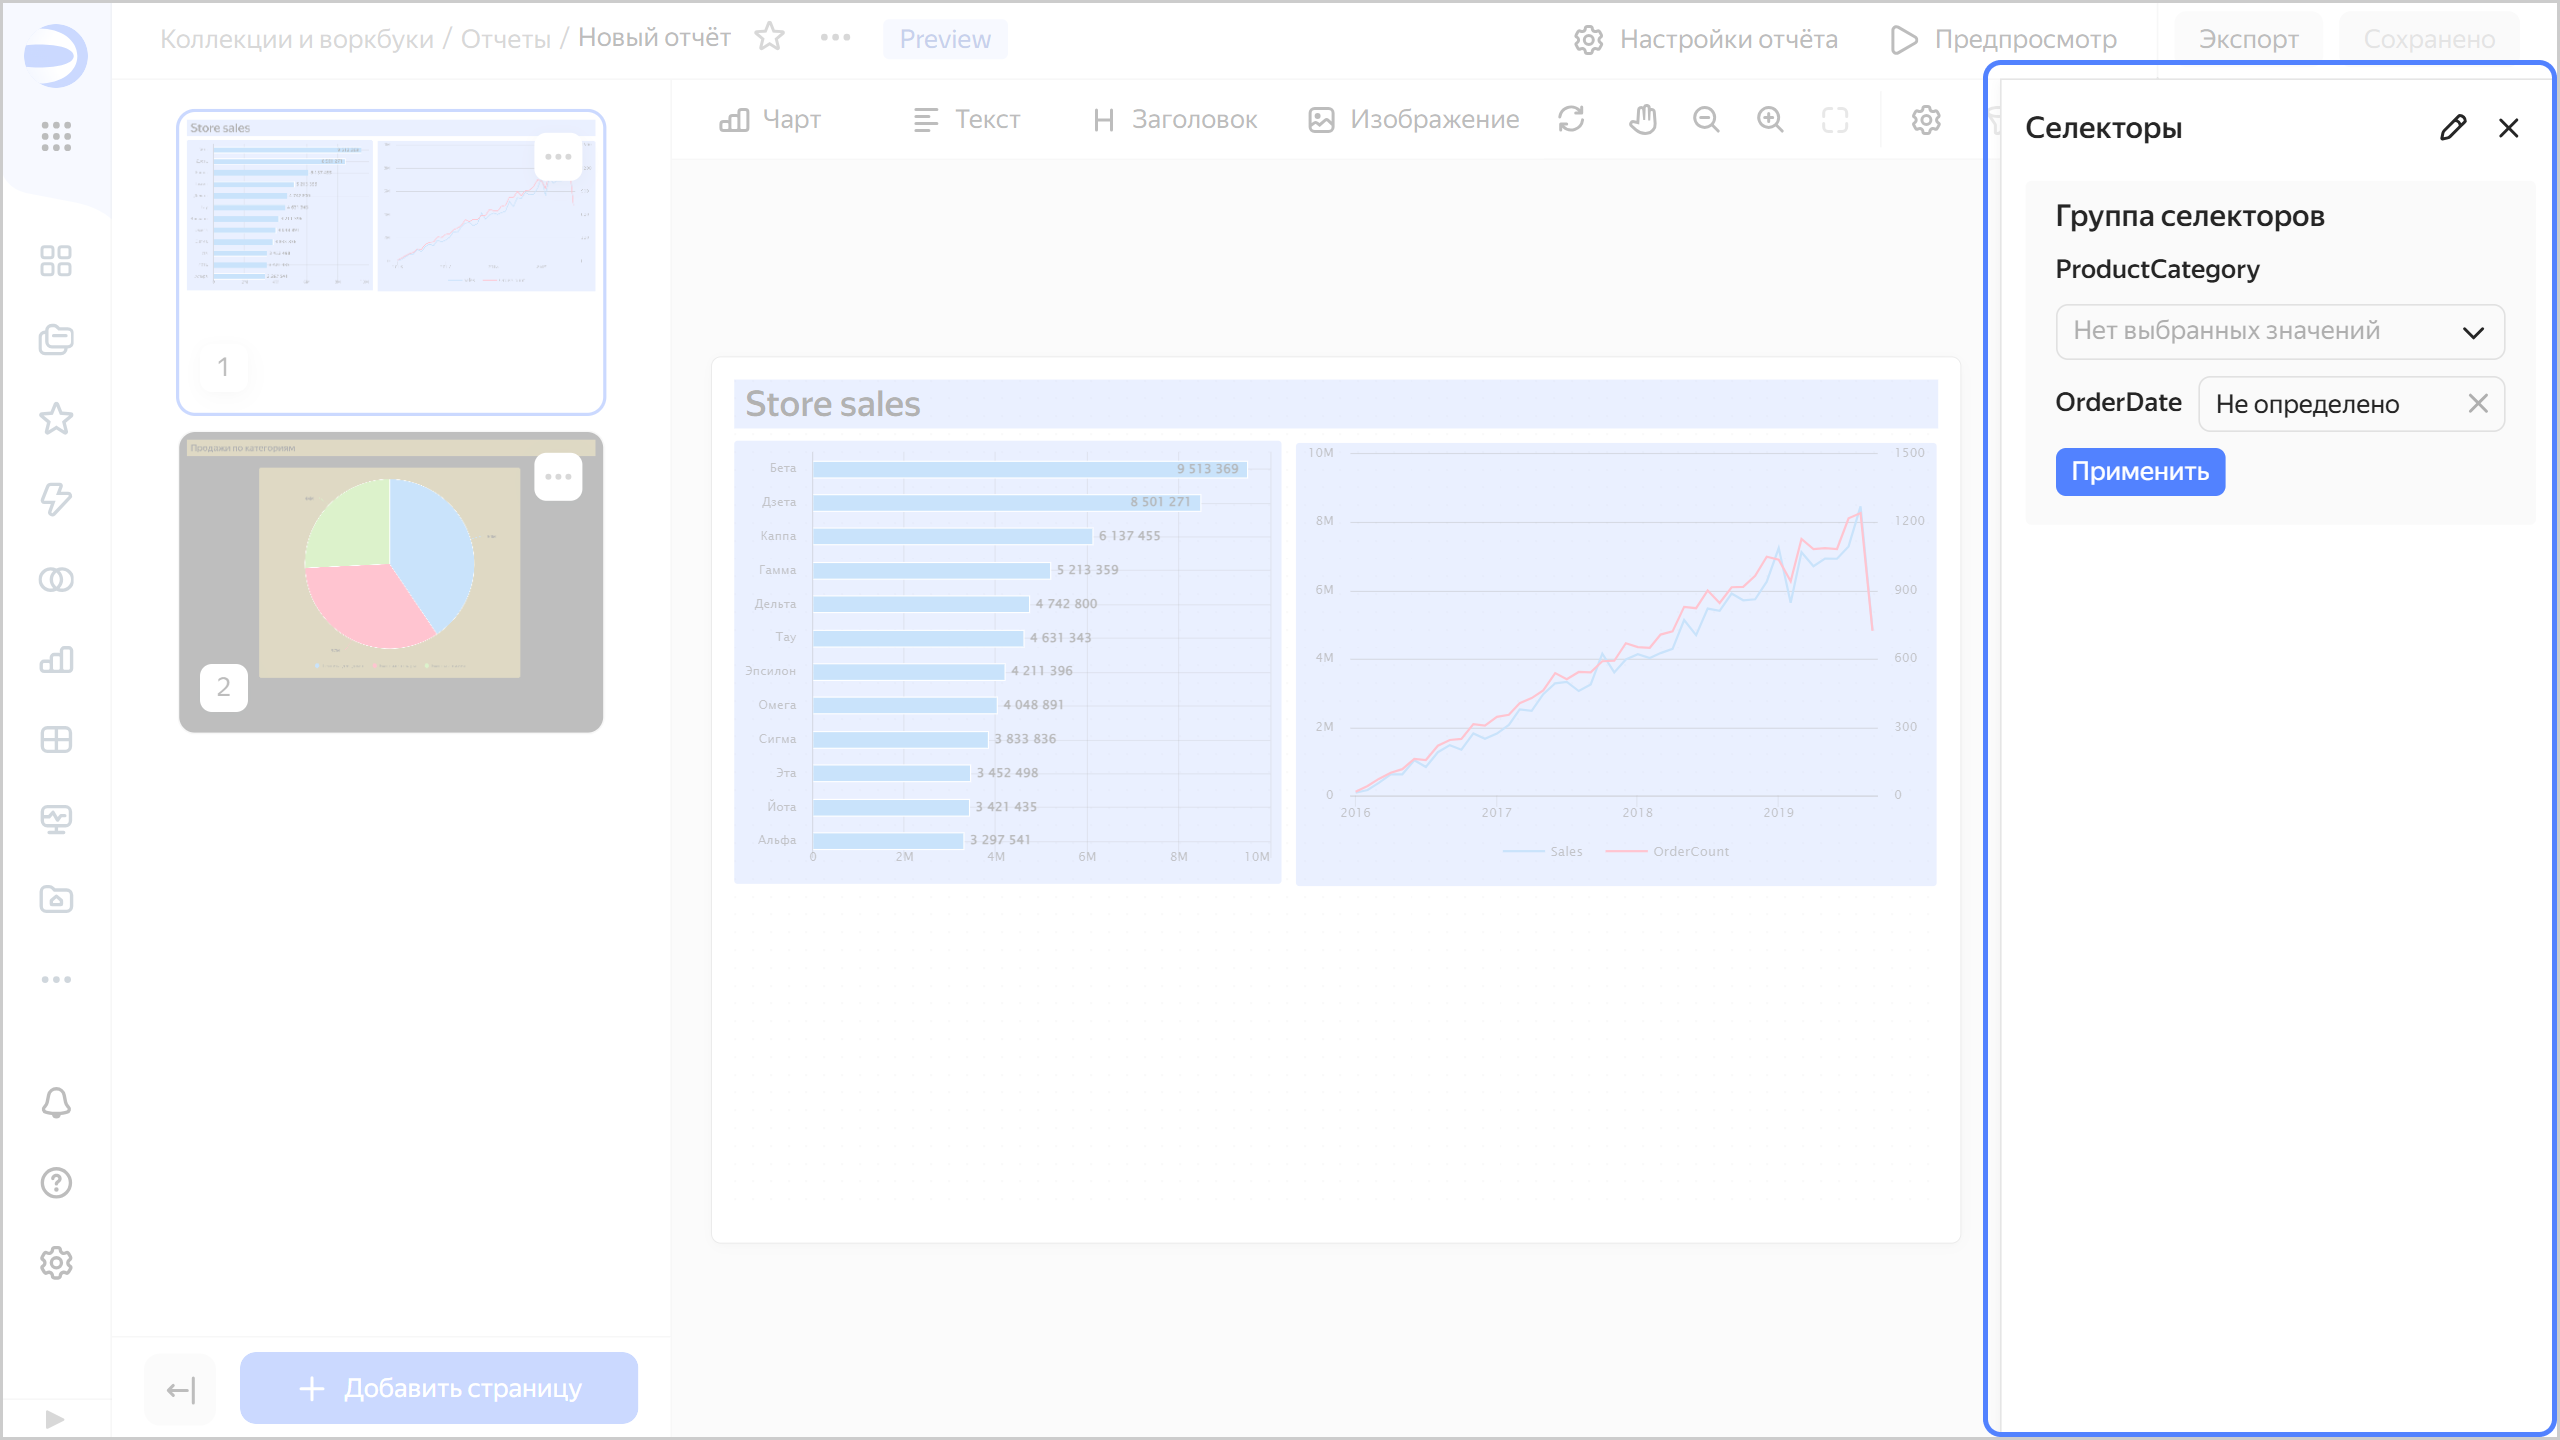 Коллекции и воркбуки / Отчеты / Новый отчёт
Preview
Настройки отчёта
Предпросмотр
Экспорт
Сохранено
Чарт
Текст
Заголовок
Изображение
Store sales
1
Продажи по категориям
2
Добавить страницу
Store sales
Бета 9 513 369
Дзета 8 501 271
Каппа 6 137 455
Гамма 5 213 359
Дельта 4 742 800
Тау 4 631 343
Эпсилон 4 211 396
Омега 4 048 891
Сигма 3 833 836
Эта 3 452 498
Йота 3 421 435
Альфа 3 297 541
0 2M 4M 6M 8M 10M
10M 1500
8M 1200
6M 900
4M 600
2M 300
0 0
2016 2017 2018 2019
Sales OrderCount
Селекторы
Группа селекторов
ProductCategory
Нет выбранных значений
OrderDate Не определено
Применить